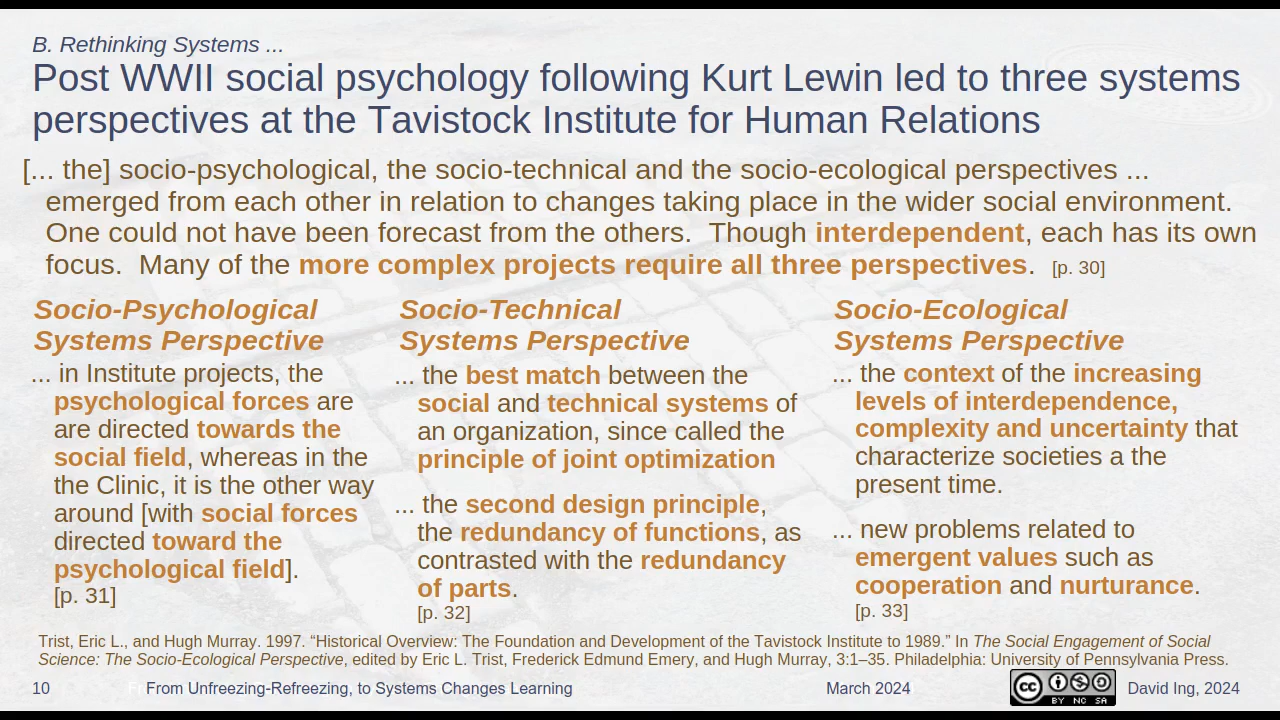 B. Rethinking Systems ...
Post WWII social psychology following Kurt Lewin led to three systems
perspectives at the Tavistock Institute for Human Relations
[... the] socio-psychological, the socio-technical and the socio-ecological perspectives ...
emerged from each other in relation to changes taking place in the wider social environment.
One could not have been forecast from the others. Though interdependent, each has its own
focus. Many of the more complex projects require all three perspectives. [p. 30]
Socio-Psychological
Systems Perspective
... in Institute projects, the
psychological forces are
are directed towards the
social field, whereas in the
the Clinic, it is the other way
around [with social forces
directed toward the
psychological field].
[p. 31]
Socio-Technical
Systems Perspective
... the best match between the
social and technical systems of
an organization, since called the
principle of joint optimization
... the second design principle,
the redundancy of functions, as
contrasted with the redundancy
of parts.
[p. 32]
Socio-Ecological
Systems Perspective
... the context of the increasing
levels of interdependence,
complexity and uncertainty that
characterize societies a the
present time.
... new problems related to
emergent values such as
cooperation and nurturance.
[p. 33]
Trist, Eric L., and Hugh Murray. 1997. “Historical Overview: The Foundation and Development of the Tavistock Institute to 1989.” In The Social Engagement of Social
Science: The Socio-Ecological Perspective, edited by Eric L. Trist, Frederick Edmund Emery, and Hugh Murray, 3:1–35. Philadelphia: University of Pennsylvania Press.
10
From Unfreezing-Refreezing, to Systems Changes Learning
March 2024
cc
BY NC SA
David Ing, 2024